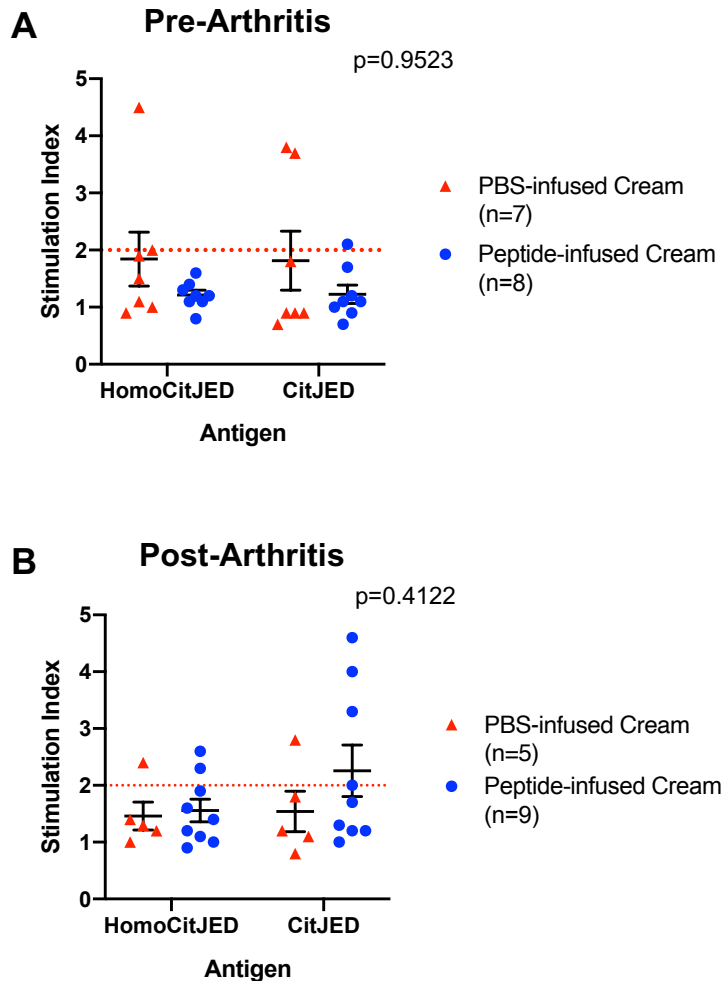 A
Pre-Arthritis
p=0.9523
5
4
3
2
1
0
Stimulation Index
HomoCitJED
CitJED
Antigen
PBS-infused Cream
(n=7)
Peptide-infused Cream
(n=8)
B
Post-Arthritis
p=0.4122
5
4
3
2
1
0
Stimulation Index
HomoCitJED
CitJED
Antigen
PBS-infused Cream
(n=5)
Peptide-infused Cream
(n=9)